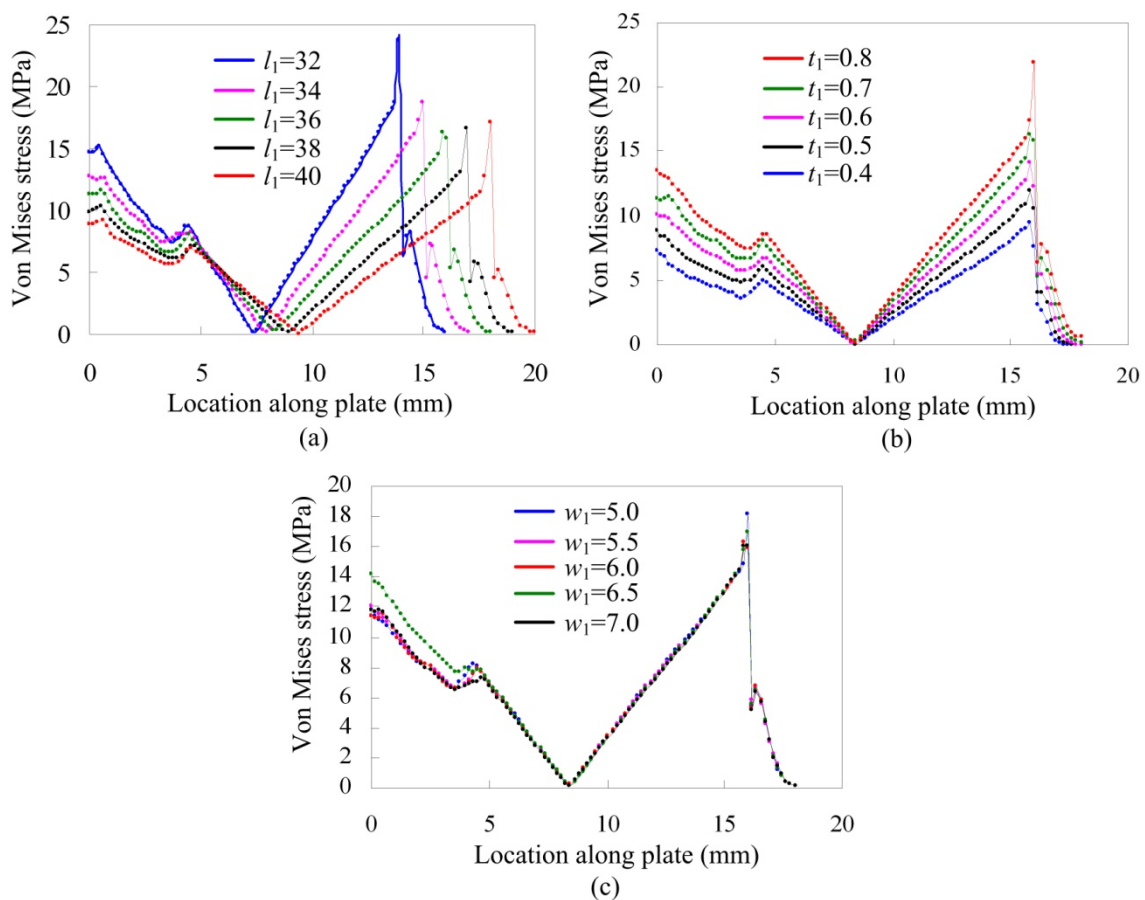 25
20
15
10
5
0
Von Mises stress (MPa)
l1=32
l1=34
l1=36
l1=38
l1=40
0 5 10 15 20
Location along plate (mm)
(a)
25
20
15
10
5
0
Von Mises stress (MPa)
t1=0.8
t1=0.7
t1=0.6
t1=0.5
t1=0.4
0 5 10 15 20
Location along plate (mm)
(b)
20
18
16
14
12
10
8
6
4
2
0
Von Mises stress (MPa)
w1=5.0
w1=5.5
w1=6.0
w1=6.5
w1=7.0
0 5 10 15 20
Location along plate (mm)
(c)